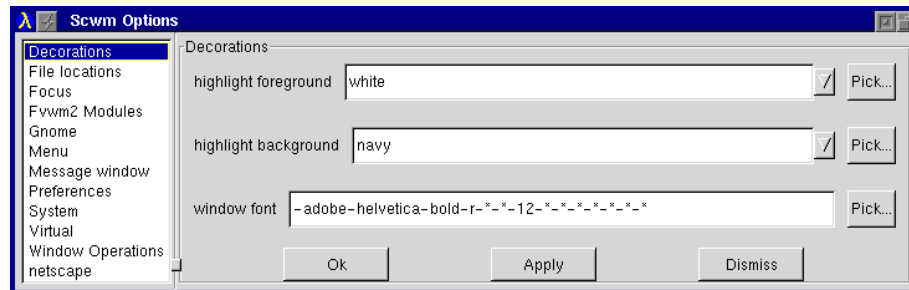 λ Scwm Options
Decorations
File locations
Focus
Fvwm2 Modules
Gnome
Menu
Message window
Preferences
System
Virtual
Window Operations
netscape
Decorations
highlight foreground white Pick...
highlight background navy Pick...
window font -adobe-helvetica-bold-r-*-*-12-*-*-*-*-*-*-*
Pick...
Ok Apply Dismiss